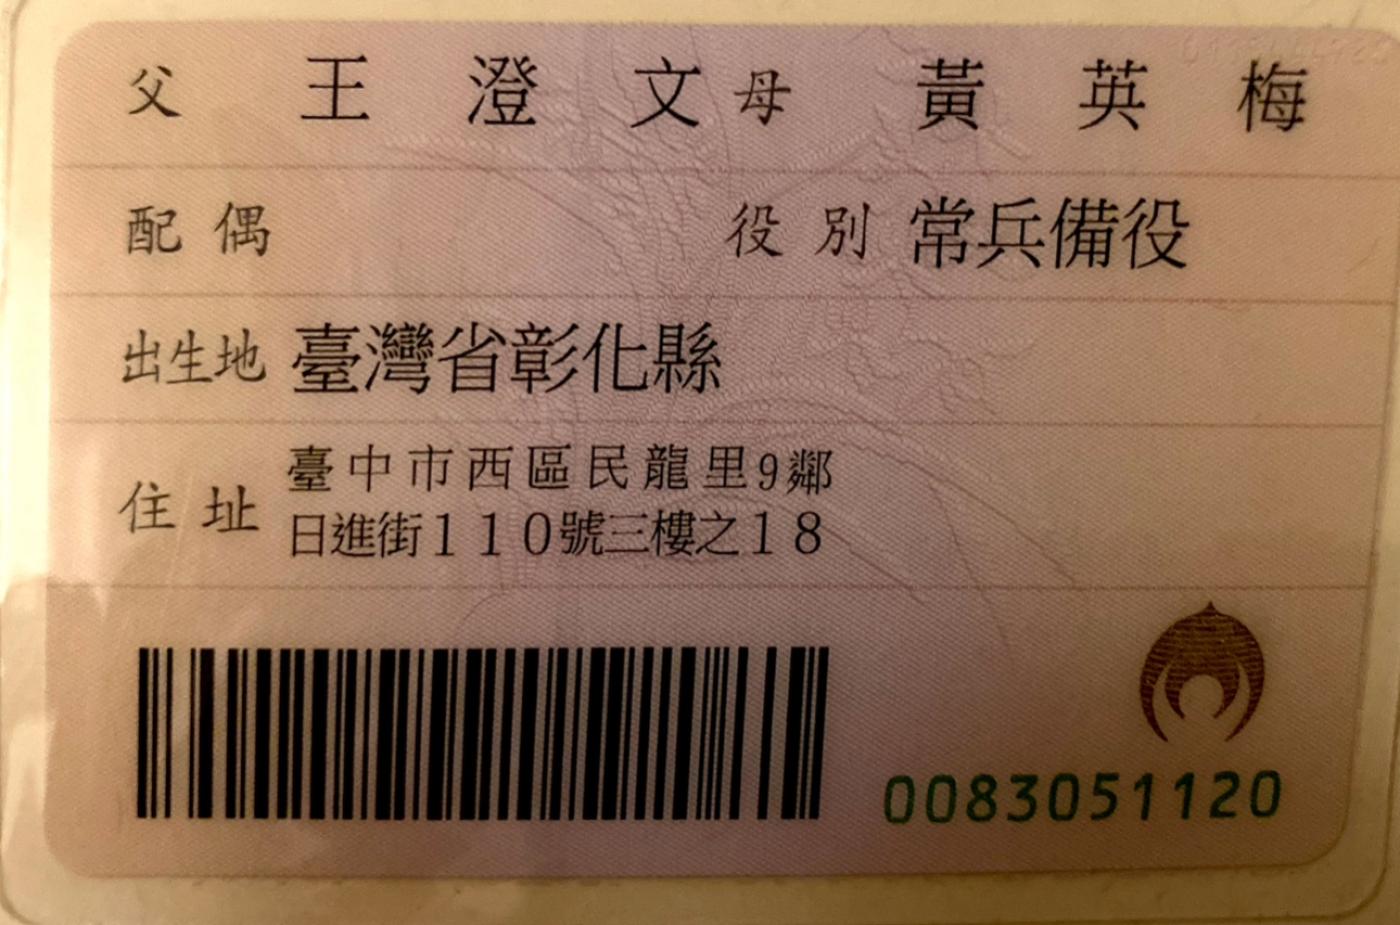 父 王澄文 母 黃英梅
配偶 役別 常兵備役
出生地 臺灣省彰化縣
住址 臺中市西區民龍里9鄰
日進街110號三樓之18
0083051120